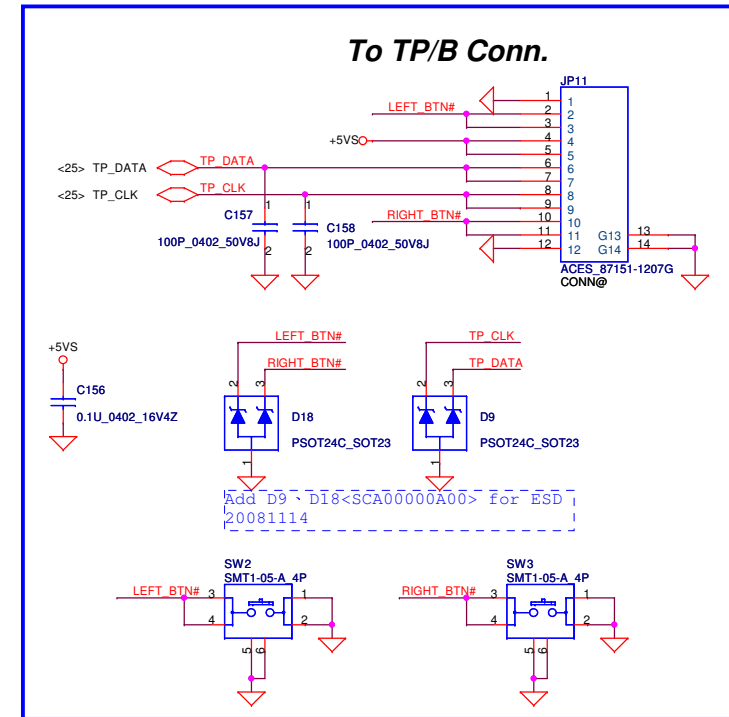 To TP/B Conn.
JP11
LEFT_BTN#
+5VS
<25> TP_DATA TP_DATA
<25> TP_CLK TP_CLK
RIGHT_BTN#
1 1
2 2
3 3
4 4
5 5
6 6
7 7
8 8
9 9
10 10
11 11 G13 13
12 12 G14 14
ACES_87151-1207G
CONN@
1 1
C157 C158
100P_0402_50V8J 100P_0402_50V8J
2 2
+5VS
C156
0.1U_0402_16V4Z
LEFT_BTN#
RIGHT_BTN#
2 3
D18
PSOT24C_SOT23
1
TP_CLK
TP_DATA
2 3
D9
PSOT24C_SOT23
1
Add D9、D18<SCA00000A00> for ESD
20081114
SW2
SMT1-05-A_4P
LEFT_BTN# 3 1
4 2
5 6
SW3
SMT1-05-A_4P
RIGHT_BTN# 3 1
4 2
5 6